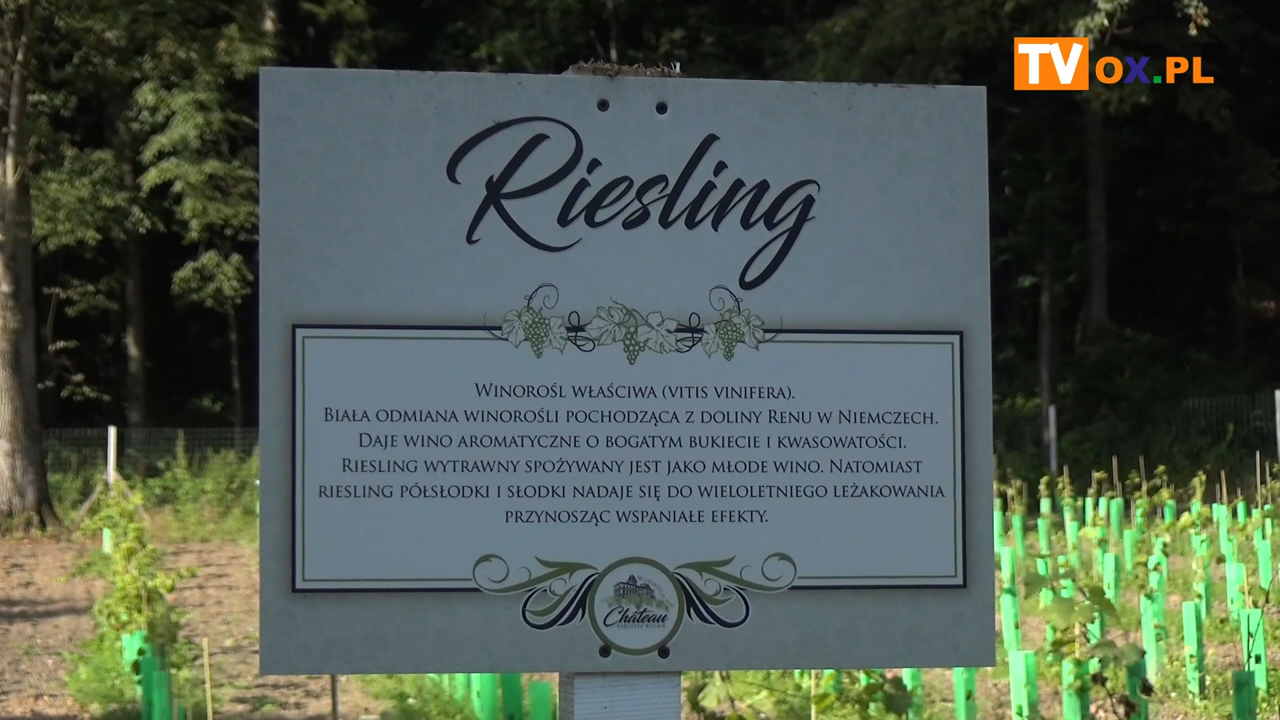 TVOX.PL
Riesling
Winorośl właściwa (vitis vinifera).
Biała odmiana winorośli pochodząca z doliny Renu w Niemczech.
Daje wino aromatyczne o bogatym bukiecie i kwasowatości.
Riesling wytrawny spożywany jest jako młode wino. Natomiast
riesling półsłodki i słodki nadaje się do wieloletniego leżakowania
przynosząc wspaniałe efekty.
Château